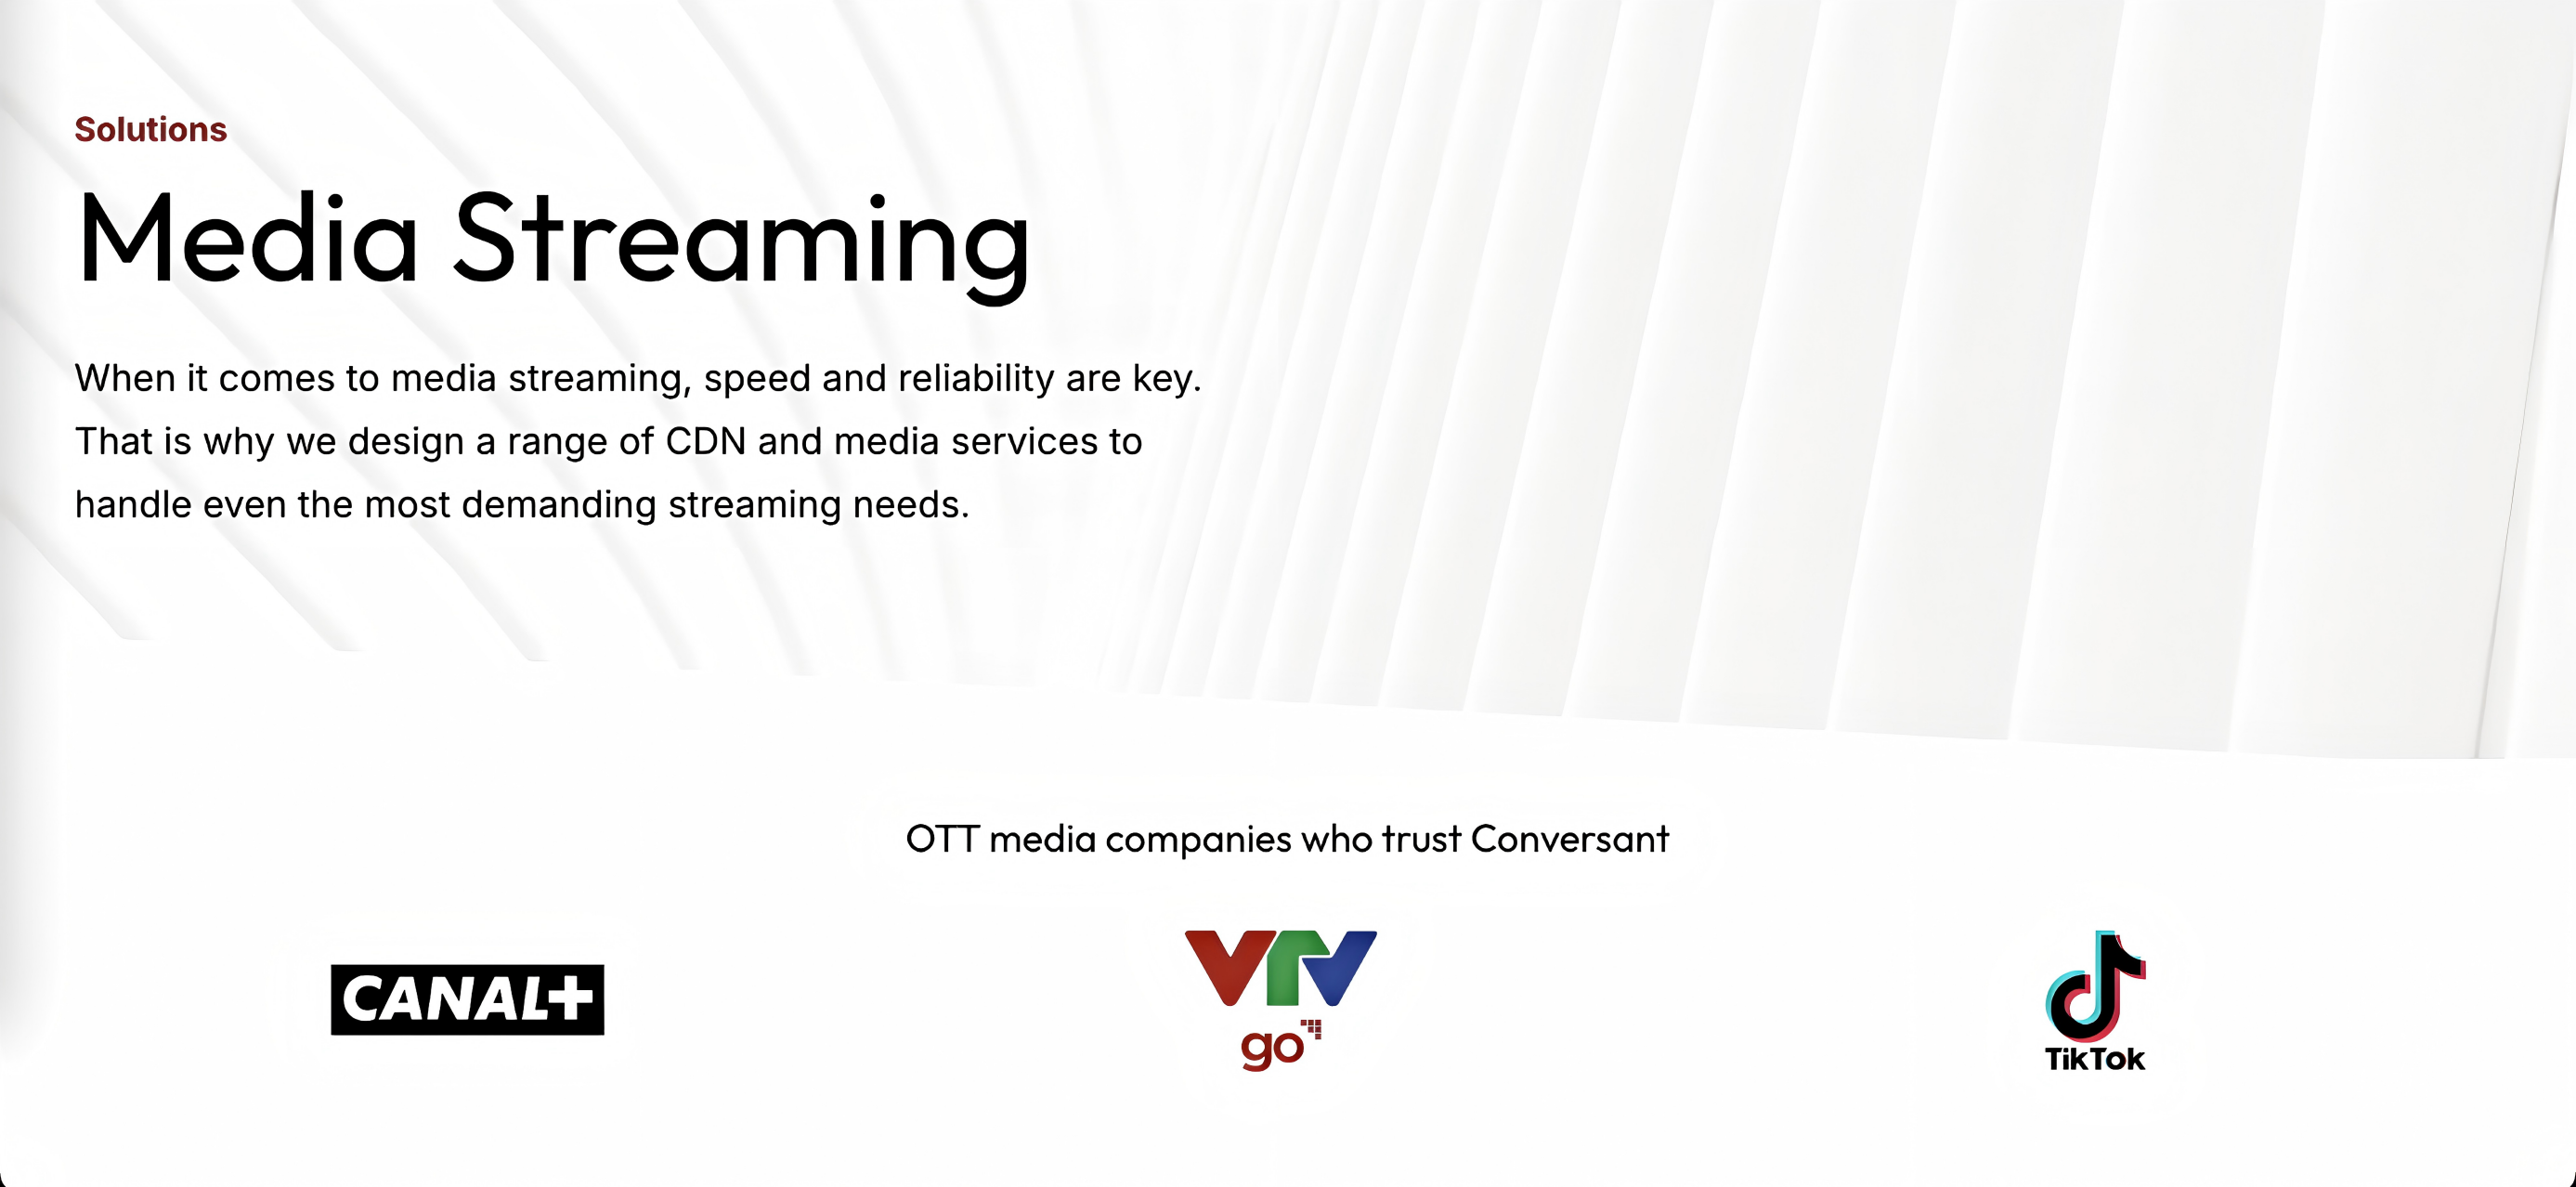 Solutions
Media Streaming
When it comes to media streaming, speed and reliability are key.
That is why we design a range of CDN and media services to
handle even the most demanding streaming needs.
OTT media companies who trust Conversant
CANAL+
VTV
go
TikTok